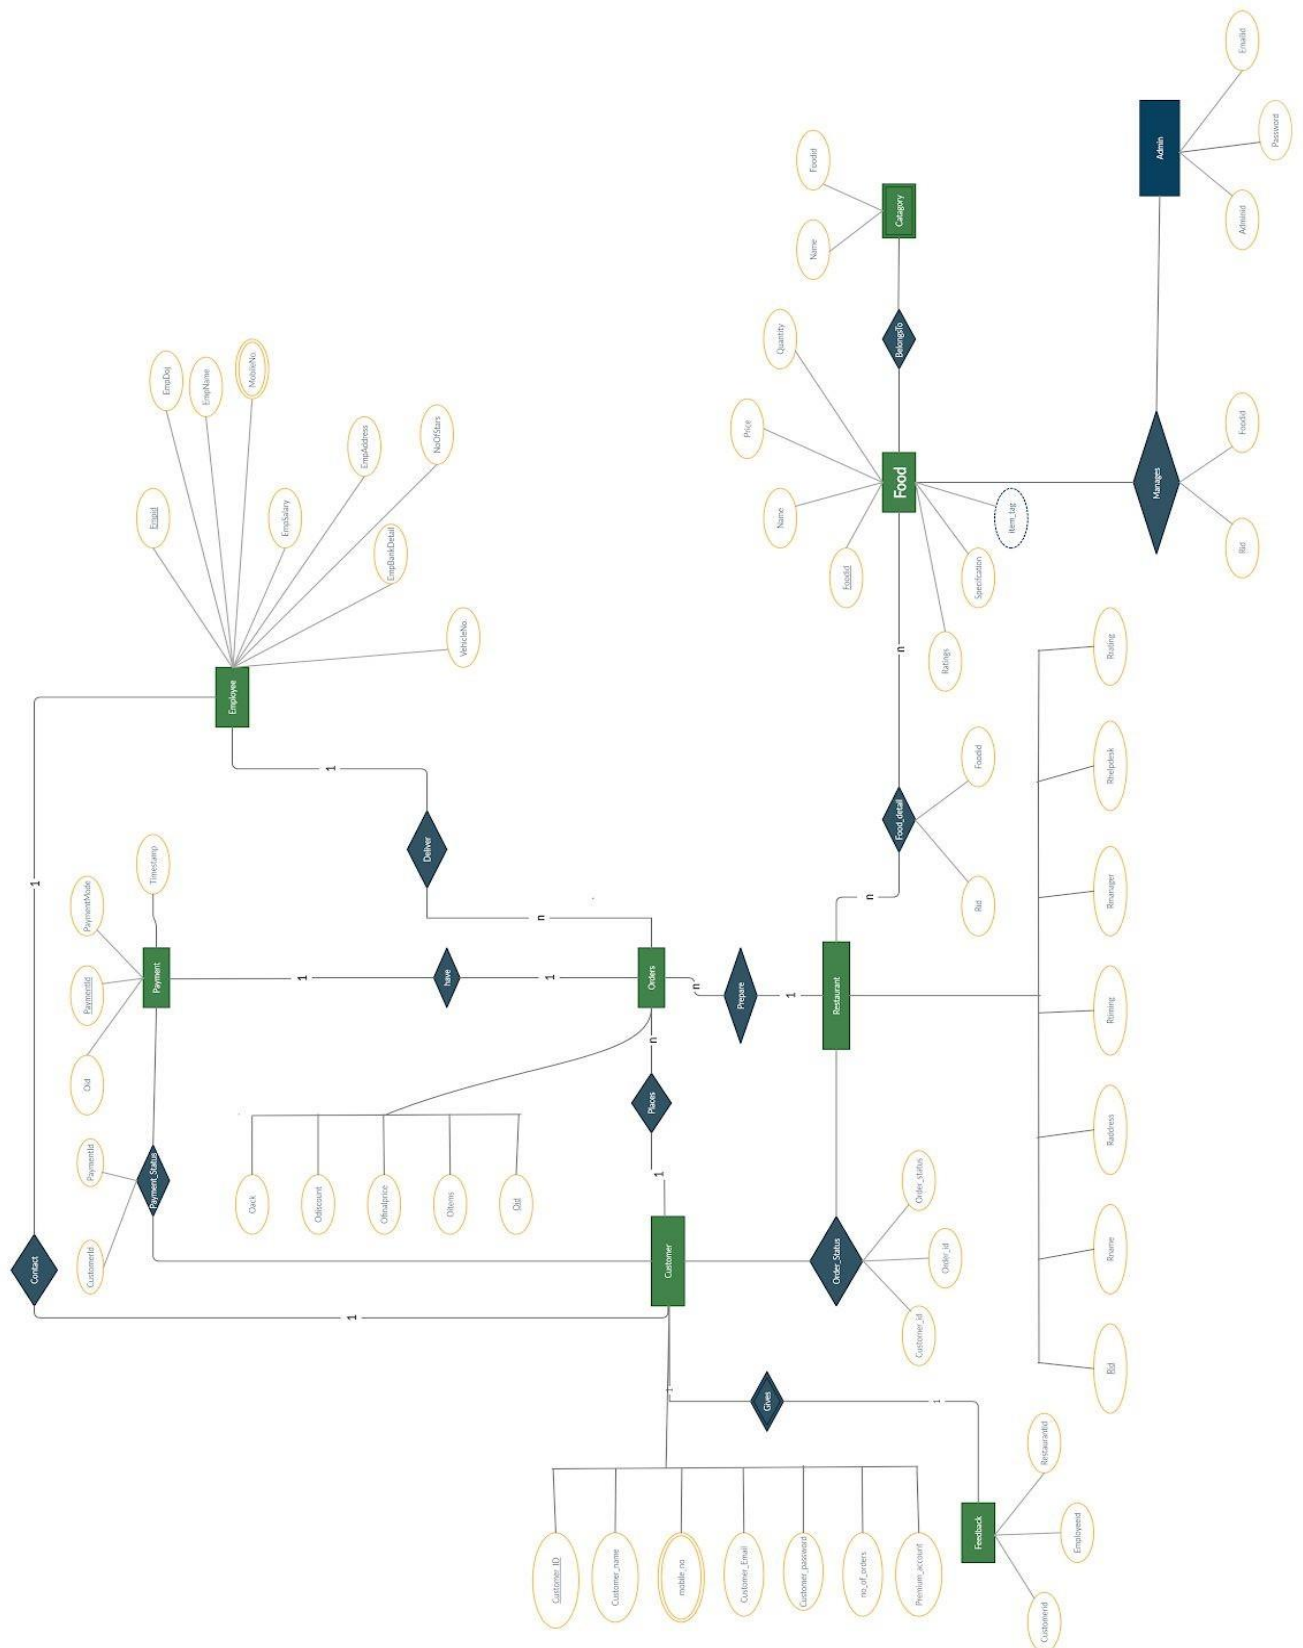 Emailid
Password
Admin
Adminid
Foodid
Catagory
Name
Quantity
BelongsTo
Price
Food
Name
Foodid
item_tag
Specifcation
Ratings
Manages
Foodid
Rid
EmpDoj
EmpName
MobileNo.
EmpAddress
NoOfStars
Empid
EmpSalary
EmpBankDetail
VehicleNo.
Employee
1
1
Deliver
n
n
Food_detail
Foodid
Rid
n
Rrating
Rhelpdesk
Rmanager
Rtiming
Raddress
Rname
Rid
Timestamp
PaymentMode
PaymentId
Oid
Payment
1
have
1
Orders
n
Prepare
1
Restaurant
n
Places
1
Oack
Odiscount
Ofinalprice
OItems
Oid
PaymentId
Payment_Status
CustomerId
Contact
1
Customer
Order_Status
Order_status
Order_id
Customer_id
1
Gives
1
Feedback
Restaurantid
Employeeid
Customerid
Customer_ID
Customer_name
mobile_no
Customer_Email
Customer_password
no_of_orders
Premium_account